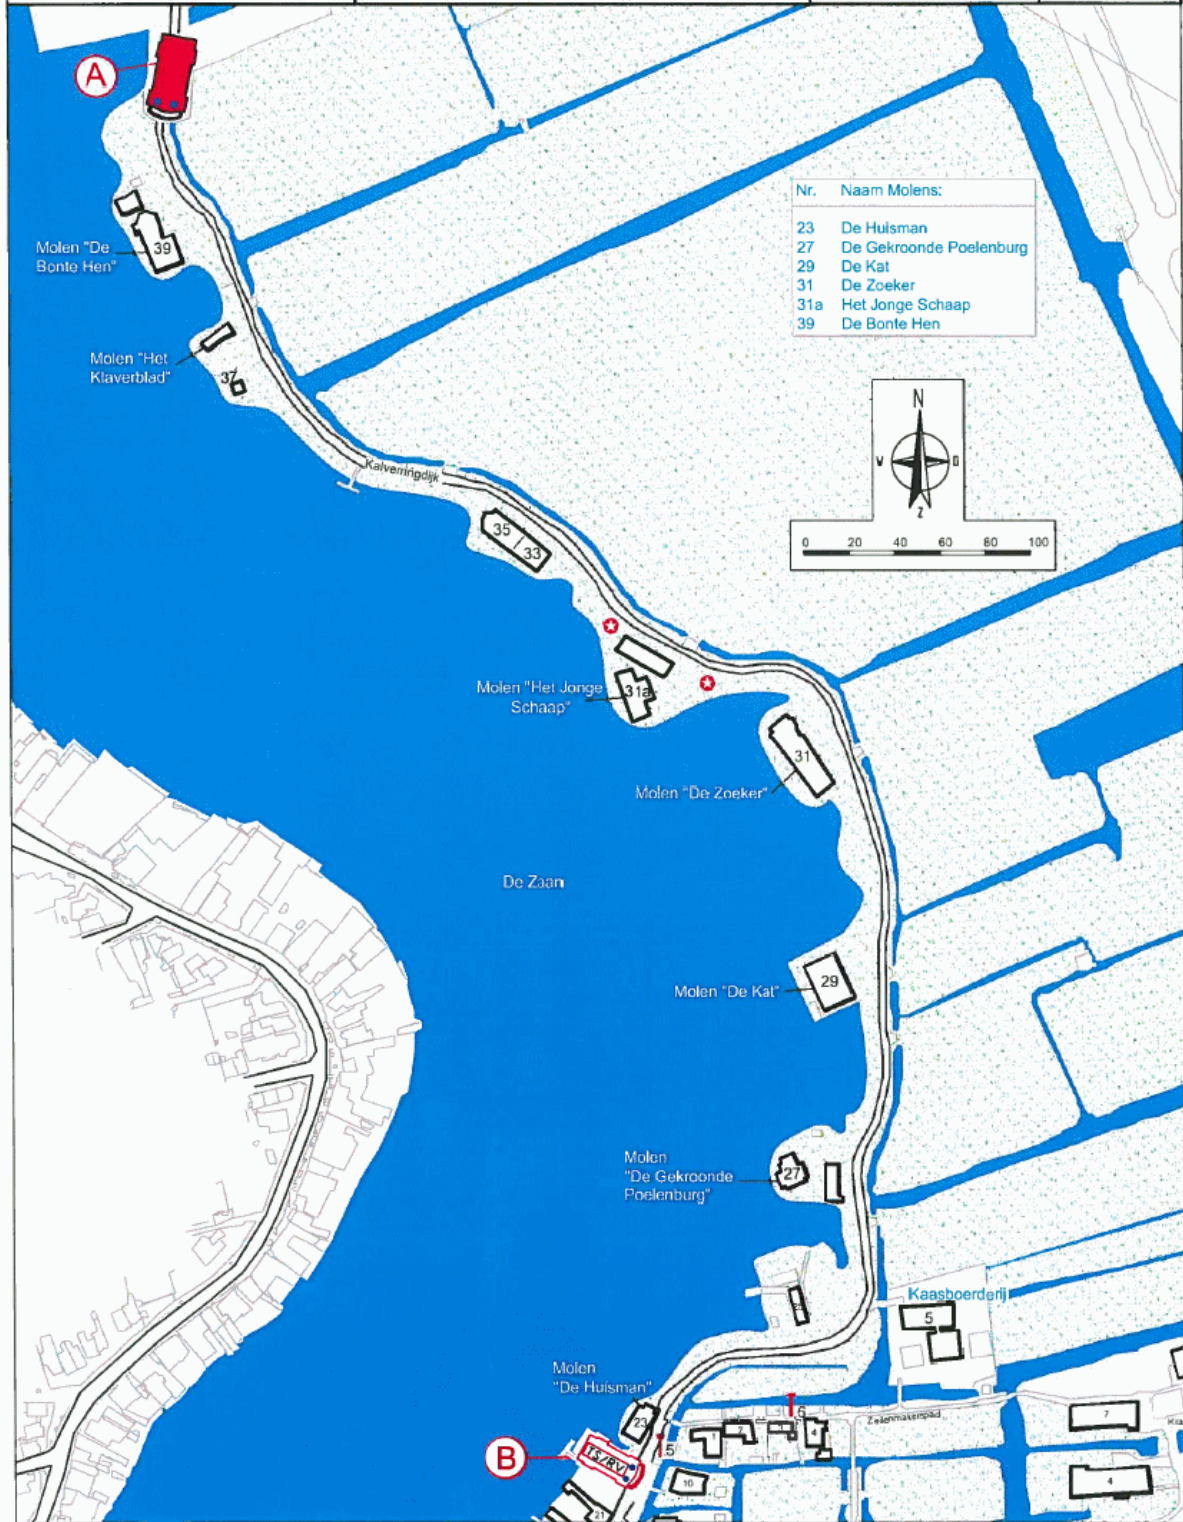 A
Nr. Naam Molens:
23 De Huisman
27 De Gekroonde Poelenburg
29 De Kat
31 De Zoeker
31a Het Jonge Schaap
39 De Bonte Hen
39
Molen "De
Bonte Hen"
Molen "Het
Klaverblad"
37
N
W
O
Z
Kalverringdijk
35
33
0 20 40 60 80 100
Molen "Het Jonge
Schaap"
31a
31
Molen "De Zoeker"
De Zaan
29
Molen "De Kat"
Molen
"De Gekroonde
Poelenburg"
27
Kaasboerderij
5
Molen
"De Huisman"
23
6
Zeilenmakerspad
7
5
B
TS/RV
10
4
21